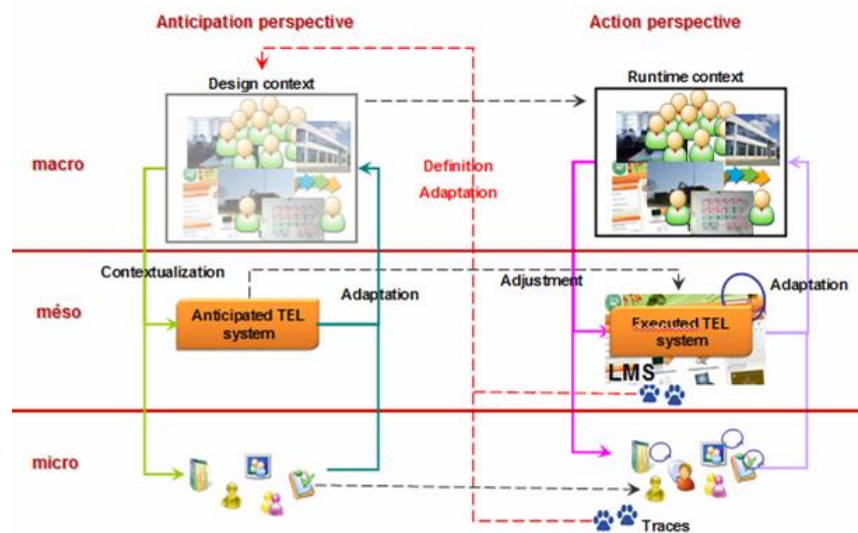 Anticipation perspective
Action perspective
Design context
Runtime context
macro
Definition
Adaptation
Contextualization
Adaptation
Adjustment
Adaptation
méso
Anticipated TEL
system
Executed TEL
system
LMS
micro
Traces